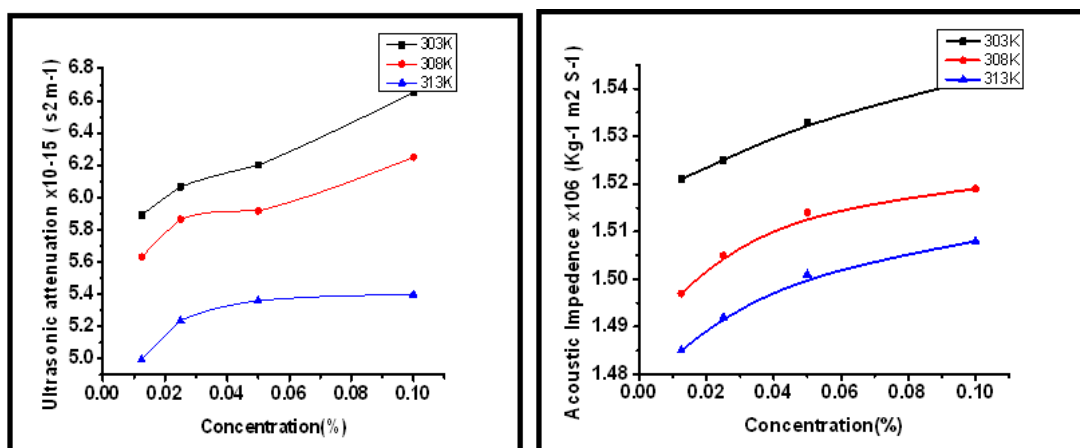 303K
308K
313K
6.8
6.6
6.4
6.2
6.0
5.8
5.6
5.4
5.2
5.0
0.00 0.02 0.04 0.06 0.08 0.10
Ultrasonic attenuation x10-15 ( s2m-1)
Concentration(%)
303K
308K
313K
1.54
1.53
1.52
1.51
1.50
1.49
1.48
0.00 0.02 0.04 0.06 0.08 0.10
Acoustic Impedence x106 (Kg-1 m2 S-1)
Concentration(%)